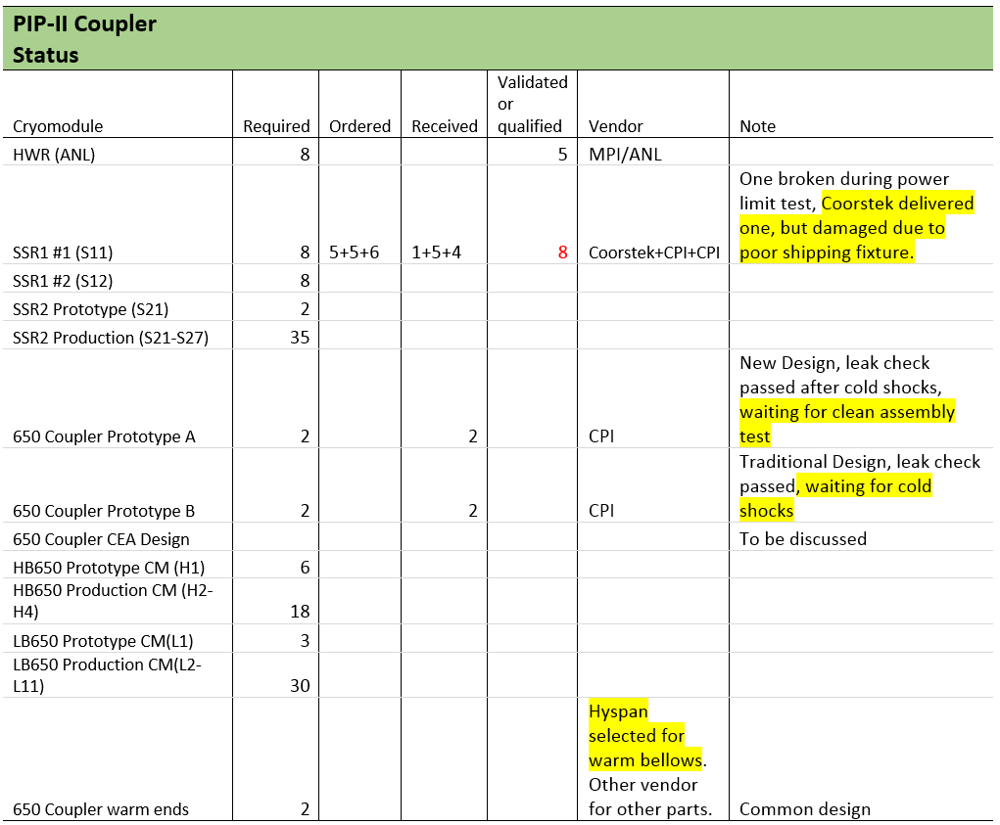 PIP-II Coupler
Status
Cryomodule Required Ordered Received Validated or qualified Vendor Note
HWR (ANL) 8 5 MPI/ANL
SSR1 #1 (S11) 8 5+5+6 1+5+4 8 Coorstek+CPI+CPI One broken during power
limit test, Coorstek delivered
one, but damaged due to
poor shipping fixture.
SSR1 #2 (S12) 8
SSR2 Prototype (S21) 2
SSR2 Production (S21-S27) 35
650 Coupler Prototype A 2 2 CPI New Design, leak check
passed after cold shocks,
waiting for clean assembly
test
650 Coupler Prototype B 2 2 CPI Traditional Design, leak check
passed, waiting for cold
shocks
650 Coupler CEA Design To be discussed
HB650 Prototype CM (H1) 6
HB650 Production CM (H2-
H4) 18
LB650 Prototype CM(L1) 3
LB650 Production CM(L2-
L11) 30
650 Coupler warm ends 2 Hyspan
selected for
warm bellows.
Other vendor
for other parts. Common design